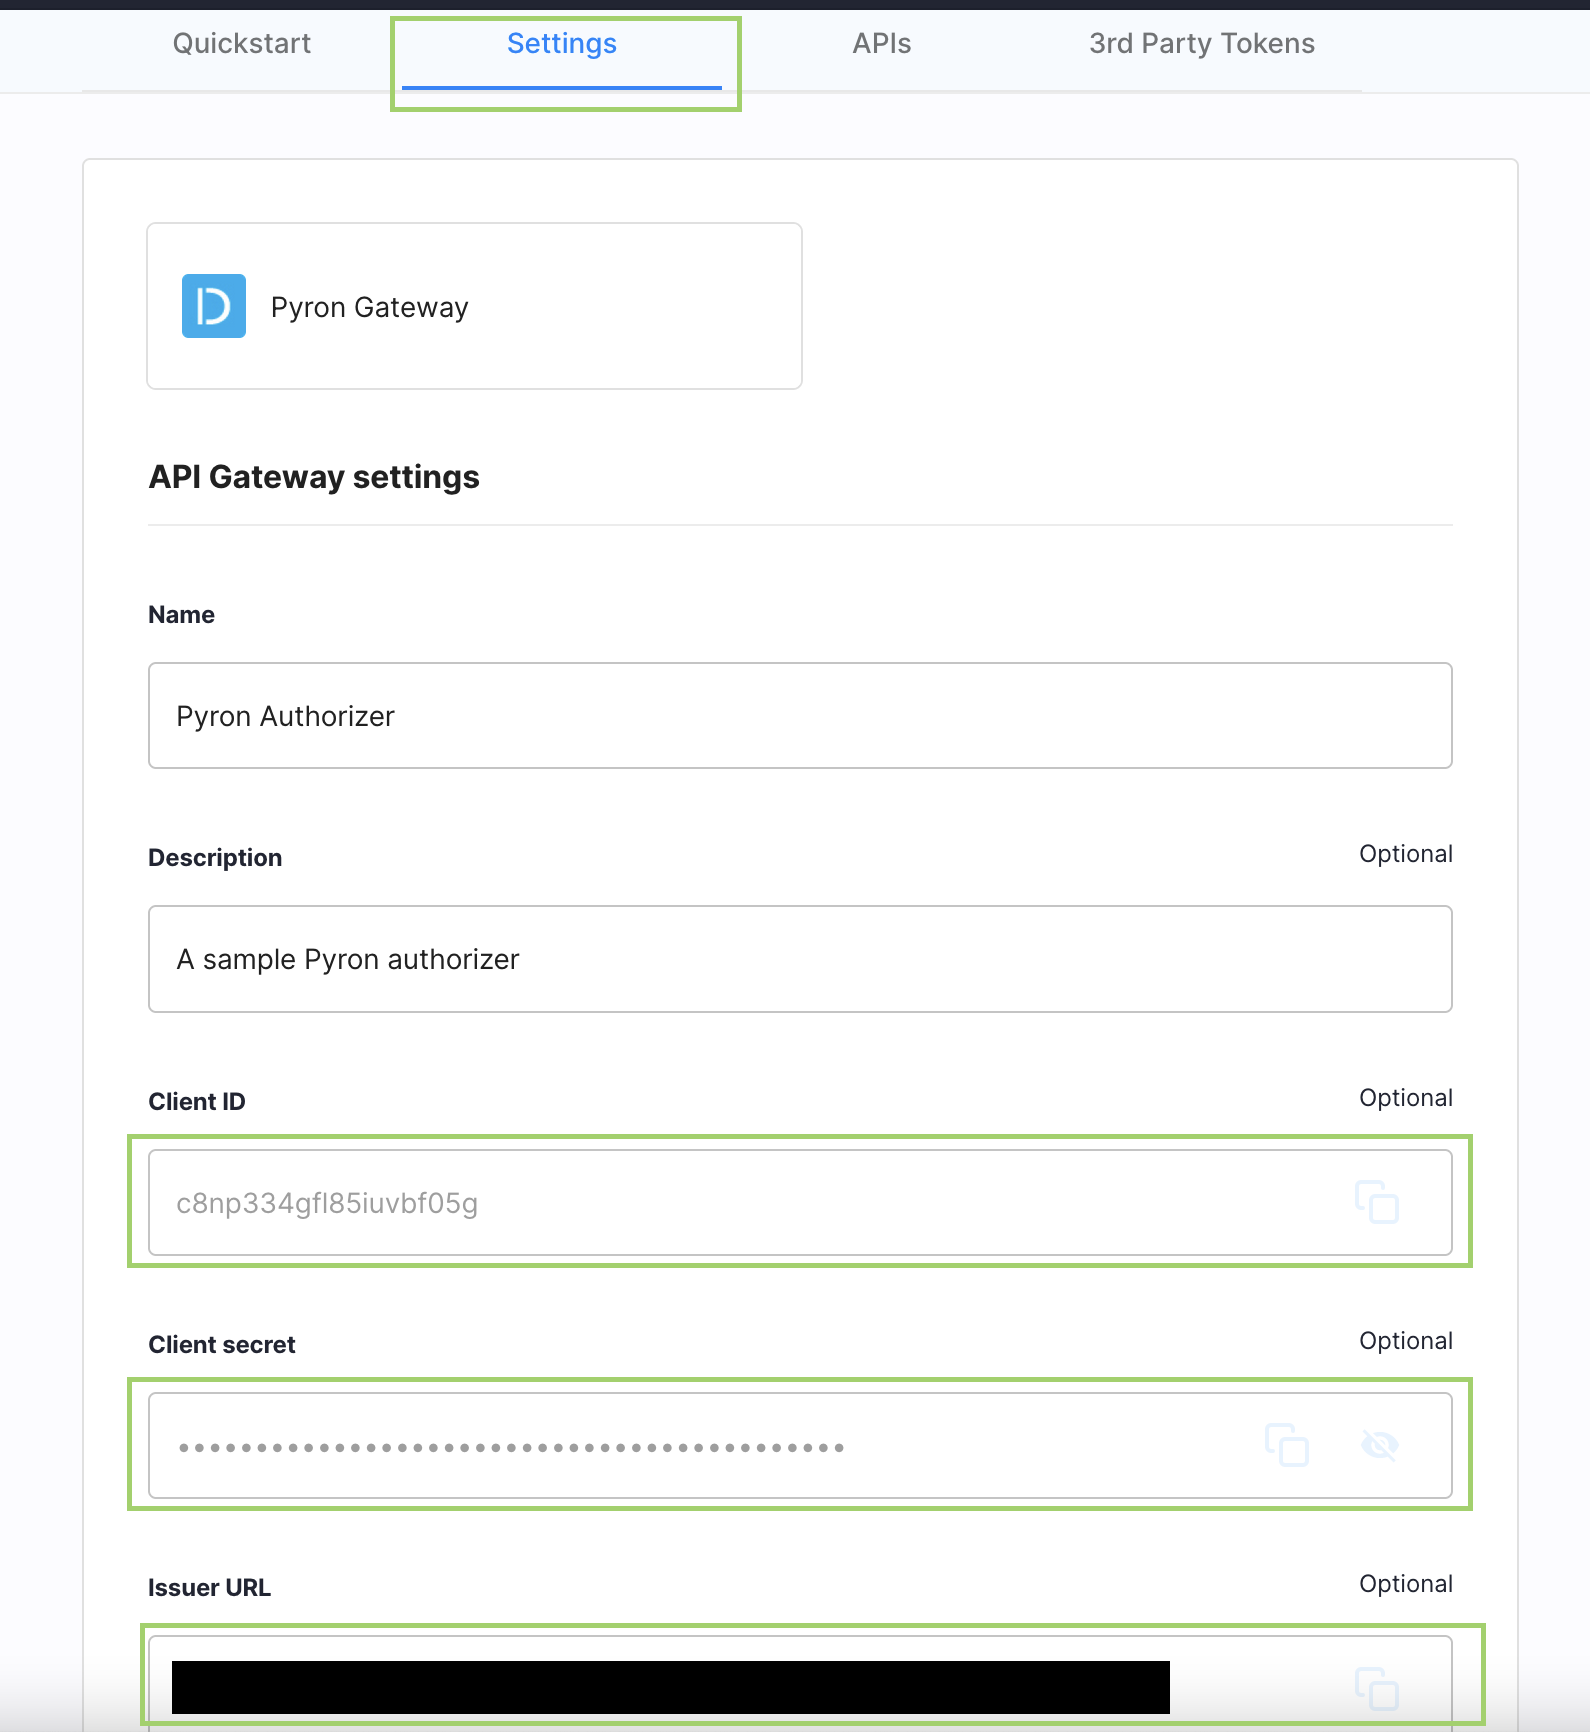 Quickstart Settings APIs 3rd Party Tokens
Pyron Gateway
API Gateway settings
Name
Pyron Authorizer
Description Optional
A sample Pyron authorizer
Client ID Optional
c8np334gfl85iuvbf05g
Client secret Optional
•••••••••••••••••••••••••••••••••••••••••••
Issuer URL Optional